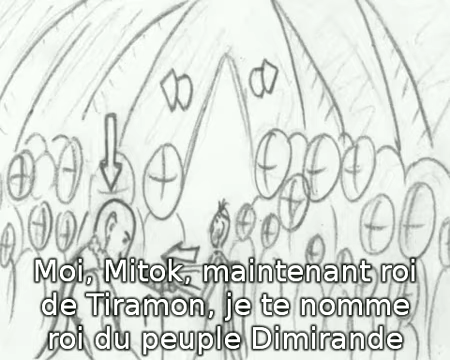 Moi, Mitok, maintenant roi
de Tiramon, je te nomme
roi du peuple Dimirande